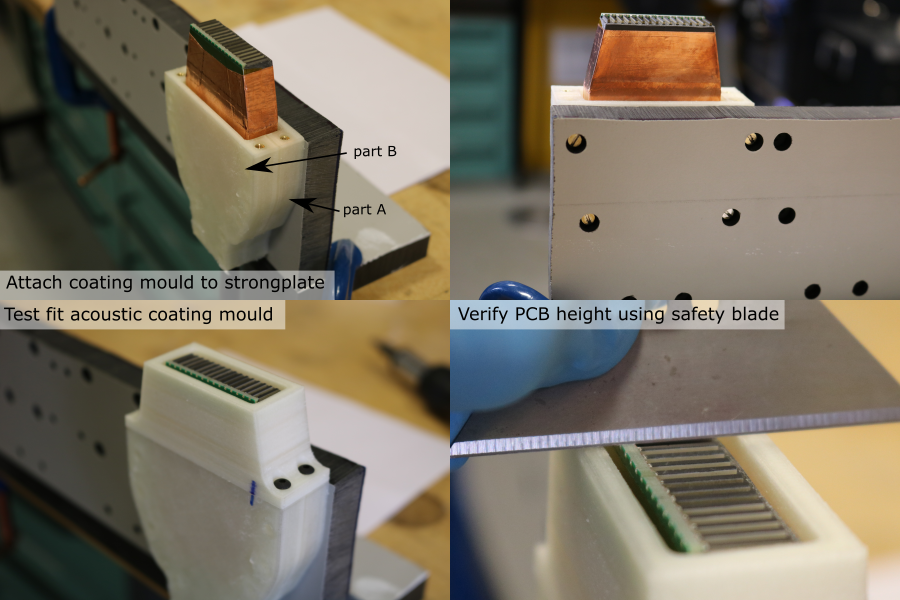 part B
part A
Attach coating mould to strongplate
Test fit acoustic coating mould
Verify PCB height using safety blade